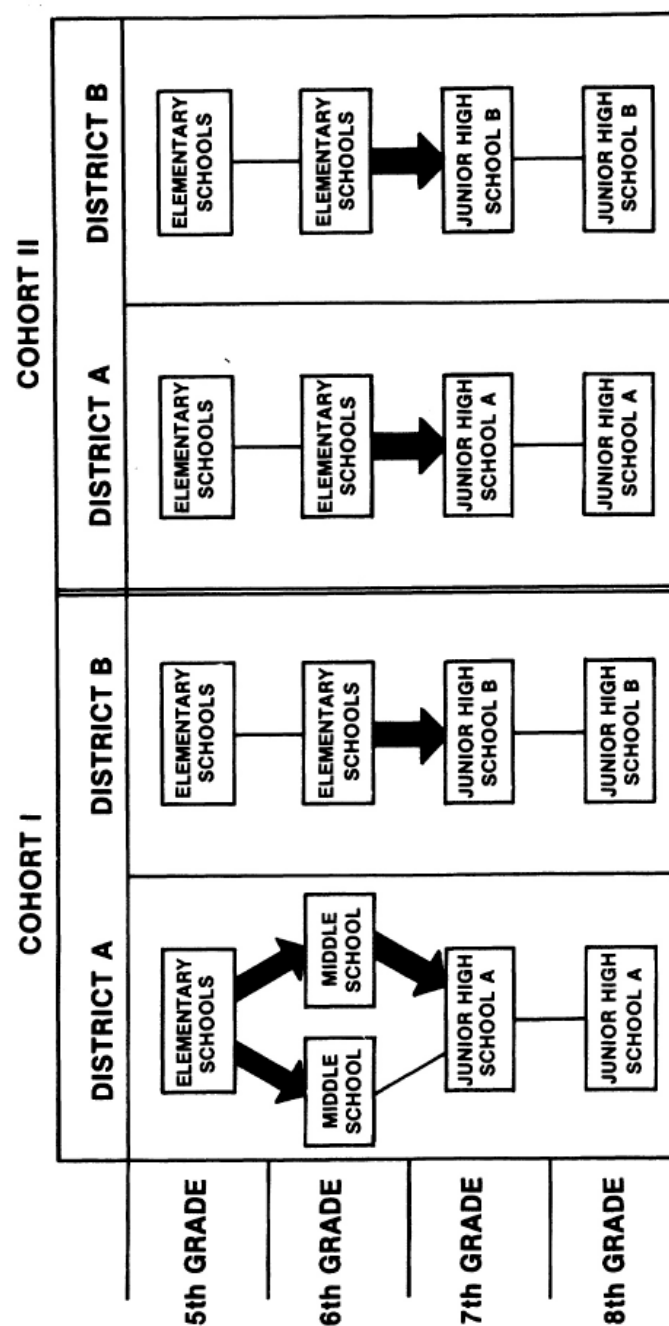 COHORT I
COHORT II
DISTRICT A
DISTRICT B
DISTRICT A
DISTRICT B
5th GRADE
ELEMENTARY
SCHOOLS
ELEMENTARY
SCHOOLS
ELEMENTARY
SCHOOLS
ELEMENTARY
SCHOOLS
6th GRADE
MIDDLE
SCHOOL
MIDDLE
SCHOOL
ELEMENTARY
SCHOOLS
ELEMENTARY
SCHOOLS
ELEMENTARY
SCHOOLS
7th GRADE
JUNIOR HIGH
SCHOOL A
JUNIOR HIGH
SCHOOL B
JUNIOR HIGH
SCHOOL A
JUNIOR HIGH
SCHOOL B
8th GRADE
JUNIOR HIGH
SCHOOL A
JUNIOR HIGH
SCHOOL B
JUNIOR HIGH
SCHOOL A
JUNIOR HIGH
SCHOOL B